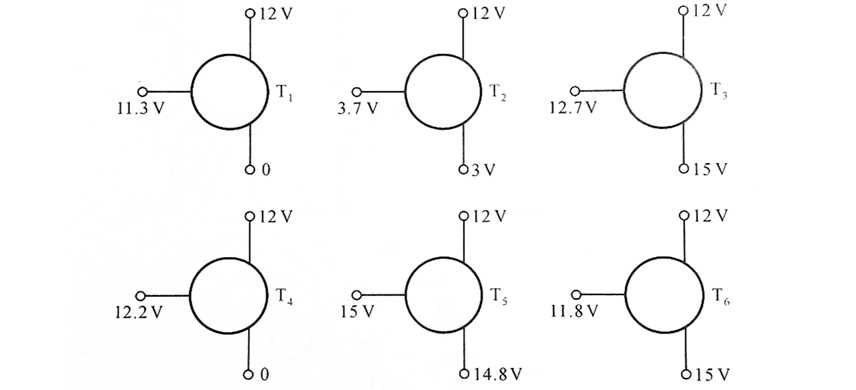 12 V 12 V 12 V
T1 T2 T3
11.3 V 3.7 V 12.7V
0 3 V 15 V
12 V 12 V 12 V
T4 T5 T6
12.2 V 15 V 11.8 V
0 14.8 V 15 V